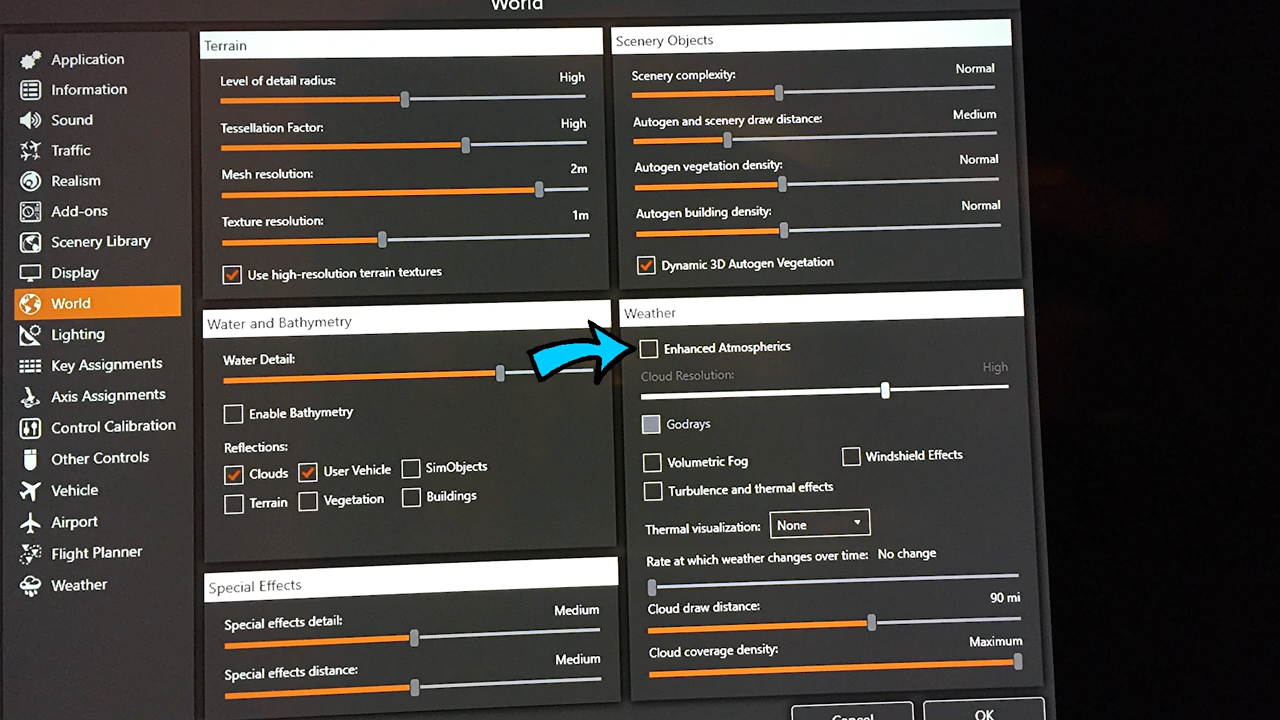 World
Application
Information
Sound
Traffic
Realism
Add-ons
Scenery Library
Display
World
Lighting
Key Assignments
Axis Assignments
Control Calibration
Other Controls
Vehicle
Airport
Flight Planner
Weather
Terrain
Level of detail radius: High
Tessellation Factor: High
Mesh resolution: 2m
Texture resolution: 1m
Use high-resolution terrain textures
Scenery Objects
Scenery complexity: Normal
Autogen and scenery draw distance: Medium
Autogen vegetation density: Normal
Autogen building density: Normal
Dynamic 3D Autogen Vegetation
Water and Bathymetry
Water Detail:
Enable Bathymetry
Reflections:
Clouds User Vehicle SimObjects
Terrain Vegetation Buildings
Special Effects
Special effects detail: Medium
Special effects distance: Medium
Weather
Enhanced Atmospherics
Cloud Resolution: High
Godrays
Volumetric Fog Windshield Effects
Turbulence and thermal effects
Thermal visualization: None
Rate at which weather changes over time: No change
Cloud draw distance: 90 mi
Cloud coverage density: Maximum
Cancel OK